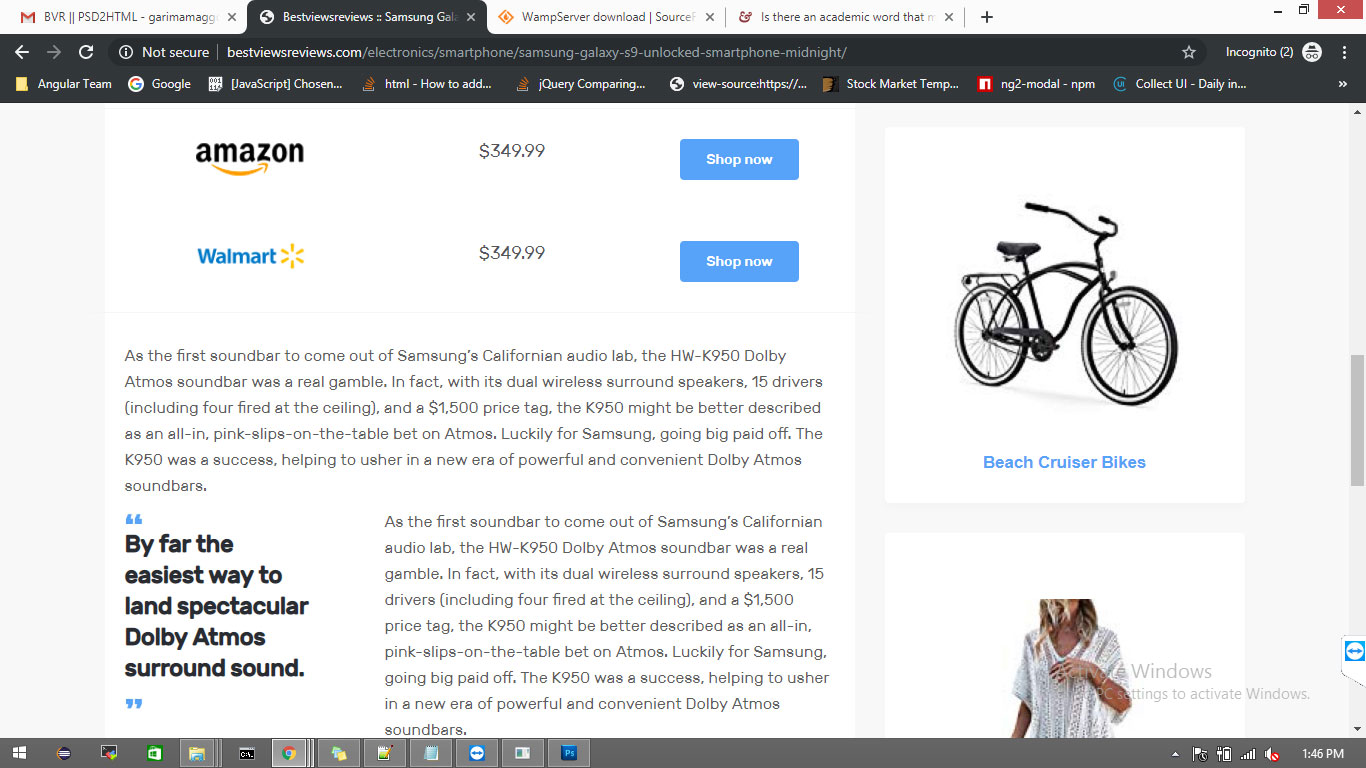 BVR || PSD2HTML - garimamagg
Bestviewsreviews :: Samsung Gala
WampServer download | SourceF
Is there an academic word that m
Not secure
bestviewsreviews.com/electronics/smartphone/samsung-galaxy-s9-unlocked-smartphone-midnight/
Incognito (2)
Angular Team
Google
[JavaScript] Chosen...
html - How to add...
jQuery Comparing...
view-source:https://...
Stock Market Temp...
ng2-modal - npm
Collect UI - Daily in...
»
amazon
$349.99
Shop now
Walmart
$349.99
Shop now
As the first soundbar to come out of Samsung's Californian audio lab, the HW-K950 Dolby
Atmos soundbar was a real gamble. In fact, with its dual wireless surround speakers, 15 drivers
(including four fired at the ceiling), and a $1,500 price tag, the K950 might be better described
as an all-in, pink-slips-on-the-table bet on Atmos. Luckily for Samsung, going big paid off. The
K950 was a success, helping to usher in a new era of powerful and convenient Dolby Atmos
soundbars.
“
By far the
easiest way to
land spectacular
Dolby Atmos
surround sound.
”
As the first soundbar to come out of Samsung's Californian
audio lab, the HW-K950 Dolby Atmos soundbar was a real
gamble. In fact, with its dual wireless surround speakers, 15
drivers (including four fired at the ceiling), and a $1,500
price tag, the K950 might be better described as an all-in,
pink-slips-on-the-table bet on Atmos. Luckily for Samsung,
going big paid off. The K950 was a success, helping to usher
in a new era of powerful and convenient Dolby Atmos
soundbars.
Beach Cruiser Bikes
Windows
PC settings to activate Windows.
C:\.
Ps
1:46 PM